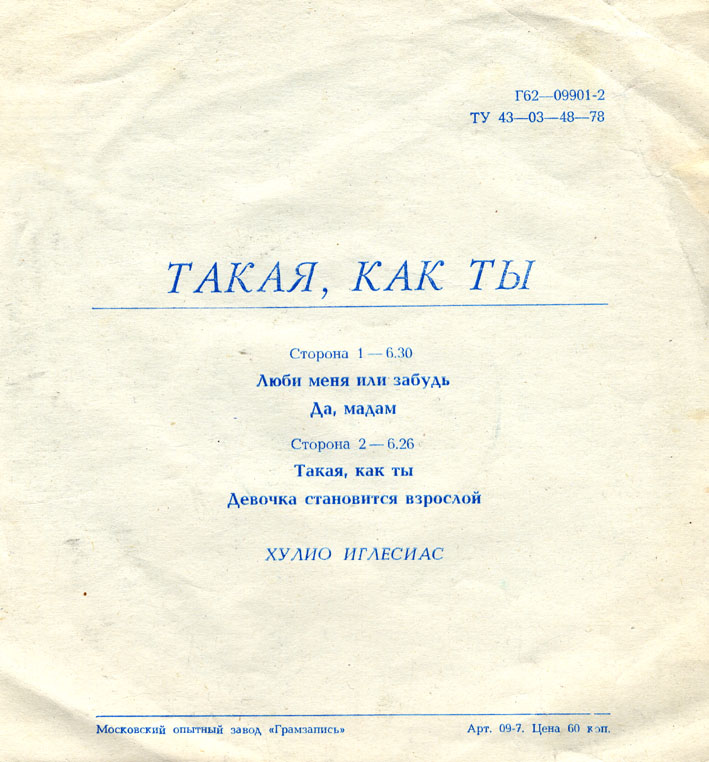 Г62—09901-2
ТУ 43—03—48—78
ТАКАЯ, КАК ТЫ
Сторона 1 — 6.30
Люби меня или забудь
Да, мадам
Сторона 2 — 6.26
Такая, как ты
Девочка становится взрослой
ХУЛИО ИГЛЕСИАС
Московский опытный завод «Грамзапись»
Арт. 09-7. Цена 60 коп.